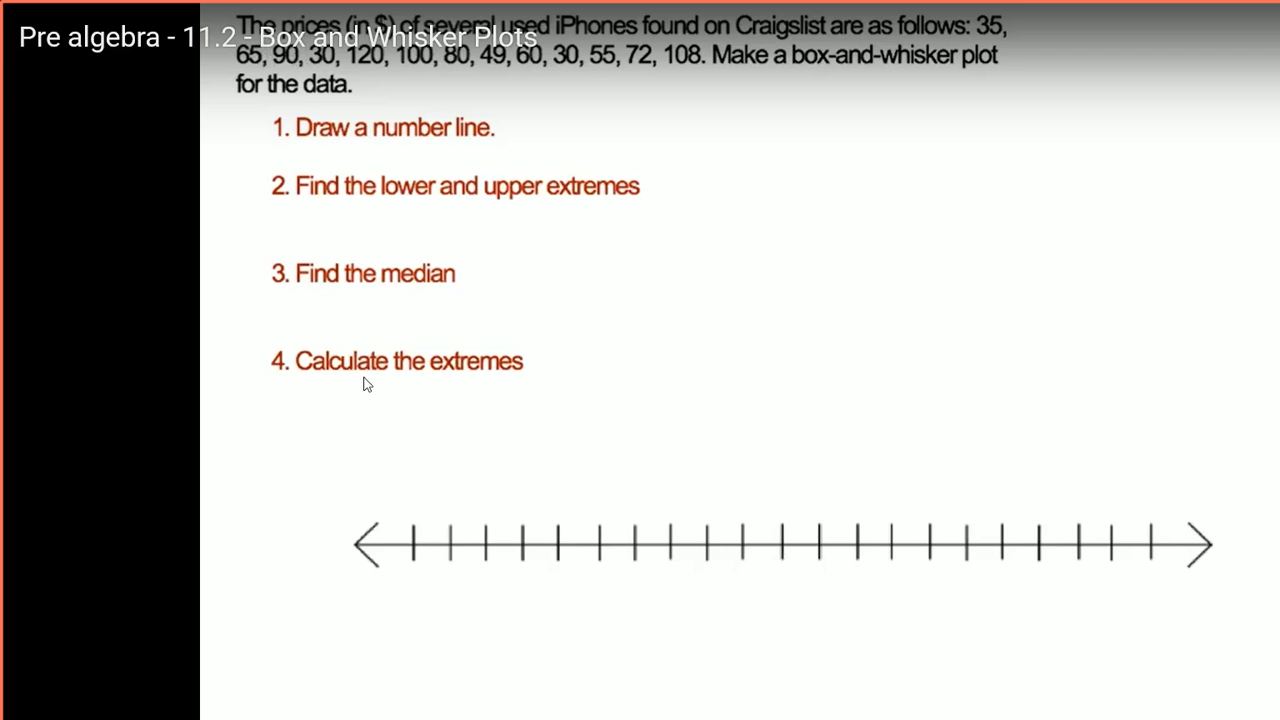 Pre algebra - 11.2 - Box and Whisker Plots
The prices (in $) of several used iPhones found on Craigslist are as follows: 35,
65, 90, 30, 120, 100, 80, 49, 60, 30, 55, 72, 108. Make a box-and-whisker plot
for the data.
1. Draw a number line.
2. Find the lower and upper extremes
3. Find the median
4. Calculate the extremes